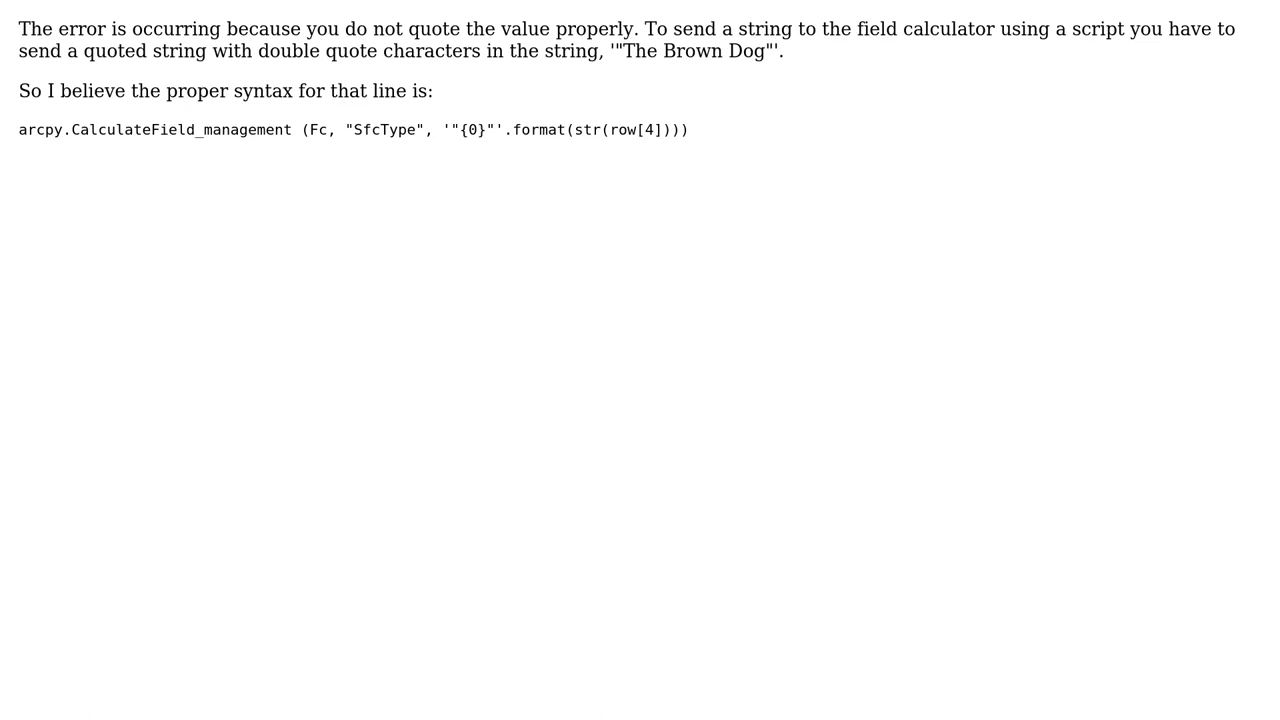 The error is occurring because you do not quote the value properly. To send a string to the field calculator using a script you have to
send a quoted string with double quote characters in the string, '"The Brown Dog"'.
So I believe the proper syntax for that line is:
arcpy.CalculateField_management (Fc, "SfcType", '"{0}"'.format(str(row[4])))